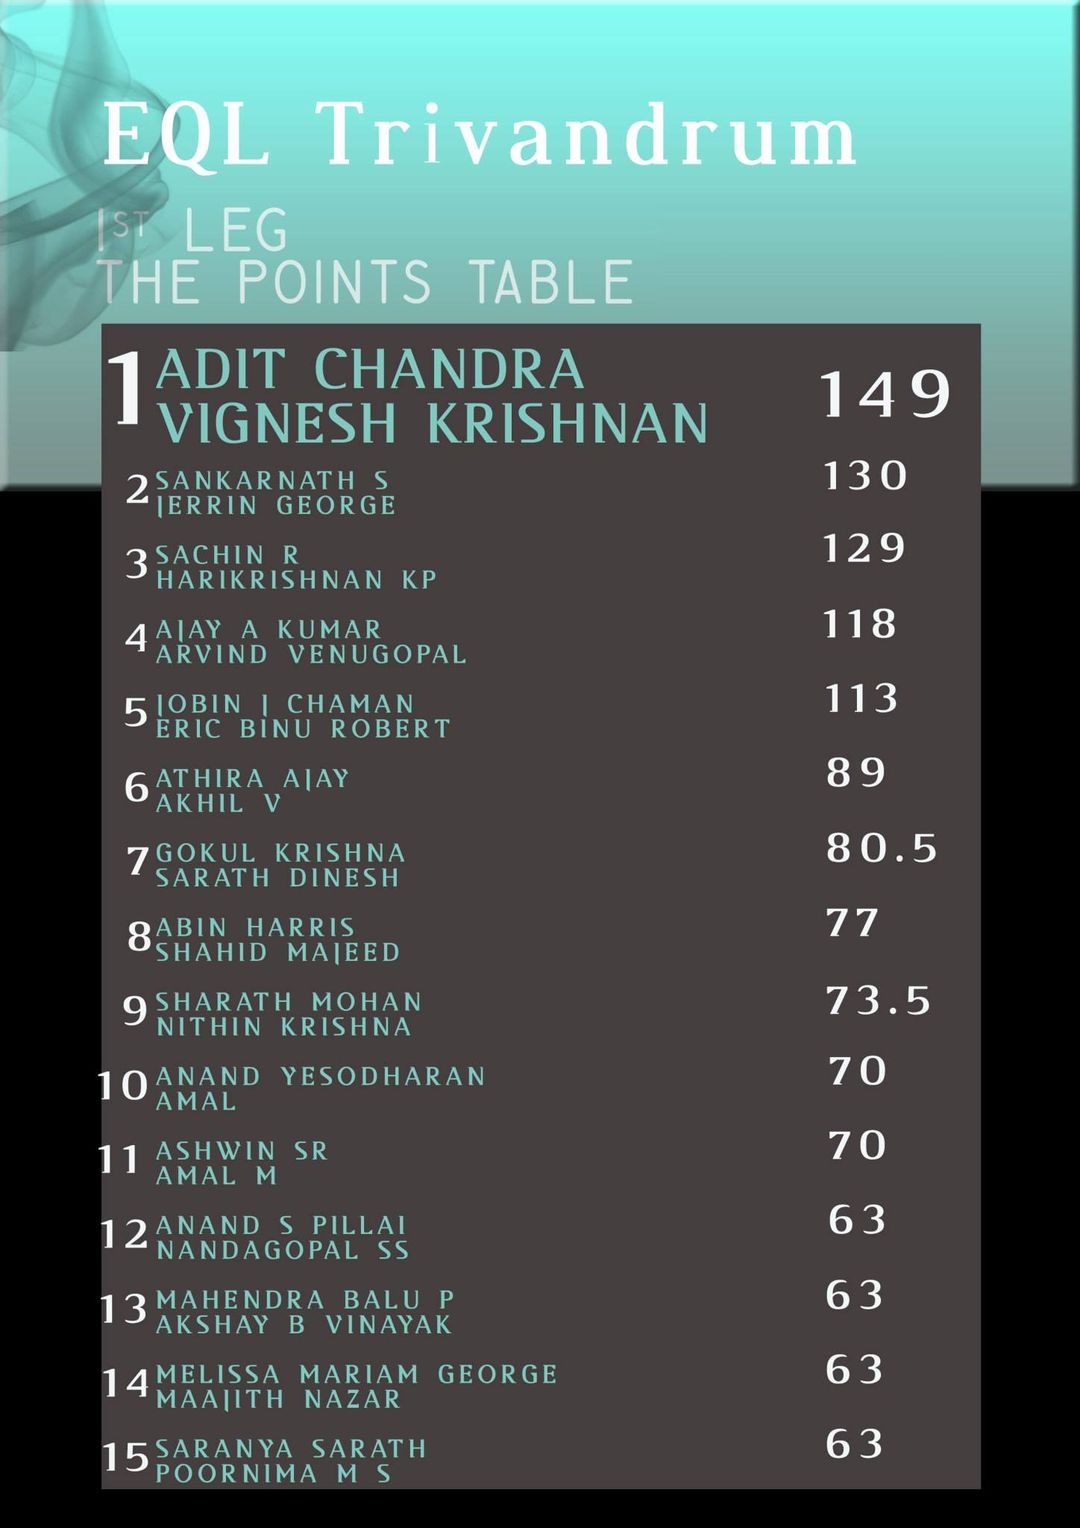 EQL Trivandrum
1ST LEG
THE POINTS TABLE
1 ADIT CHANDRA
VIGNESH KRISHNAN 149
2 SANKARNATH S 130
JERRIN GEORGE
3 SACHIN R 129
HARIKRISHNAN KP
4 AJAY A KUMAR 118
ARVIND VENUGOPAL
5 JOBIN J CHAMAN 113
ERIC BINU ROBERT
6 ATHIRA AJAY 89
AKHIL V
7 GOKUL KRISHNA 80.5
SARATH DINESH
8 ABIN HARRIS 77
SHAHID MAJEED
9 SHARATH MOHAN 73.5
NITHIN KRISHNA
10 ANAND YESODHARAN 70
AMAL
11 ASHWIN SR 70
AMAL M
12 ANAND S PILLAI 63
NANDAGOPAL SS
13 MAHENDRA BALU P 63
AKSHAY B VINAYAK
14 MELISSA MARIAM GEORGE 63
MAAJITH NAZAR
15 SARANYA SARATH 63
POORNIMA M S